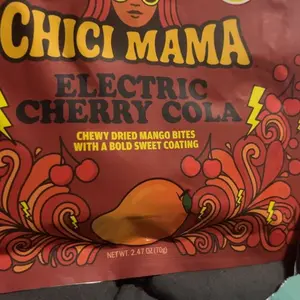 CHICI MAMA
ELECTRIC
CHERRY COLA
CHEWY DRIED MANGO BITES
WITH A BOLD SWEET COATING
NET WT. 2.47 OZ (70g)